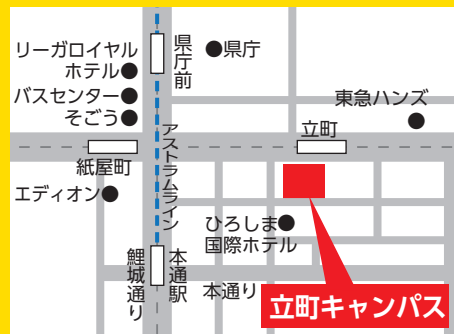 リーガロイヤル
ホテル
バスセンター
そごう
県庁前
県庁
東急ハンズ
立町
紙屋町
アストラムライン
エディオン
ひろしま
国際ホテル
鯉城通り
本通駅
本通り
立町キャンパス